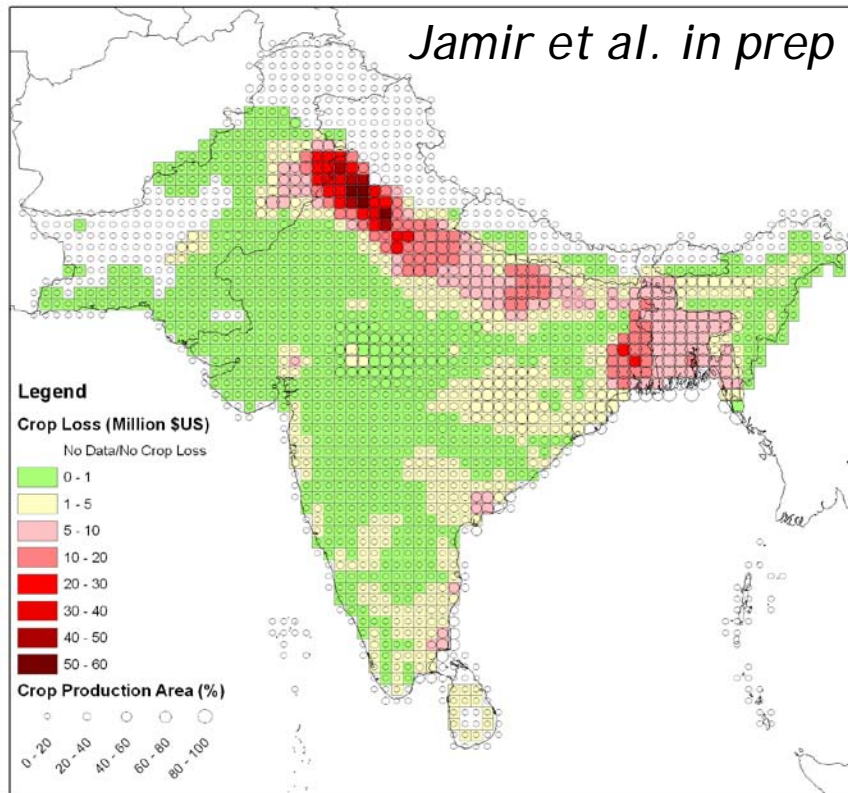 Jamir et al. in prep
Legend
Crop Loss (Million $US)
No Data/No Crop Loss
0 - 1
1 - 5
5 - 10
10 - 20
20 - 30
30 - 40
40 - 50
50 - 60
Crop Production Area (%)
0 - 20
20 - 40
40 - 60
60 - 80
80 - 100